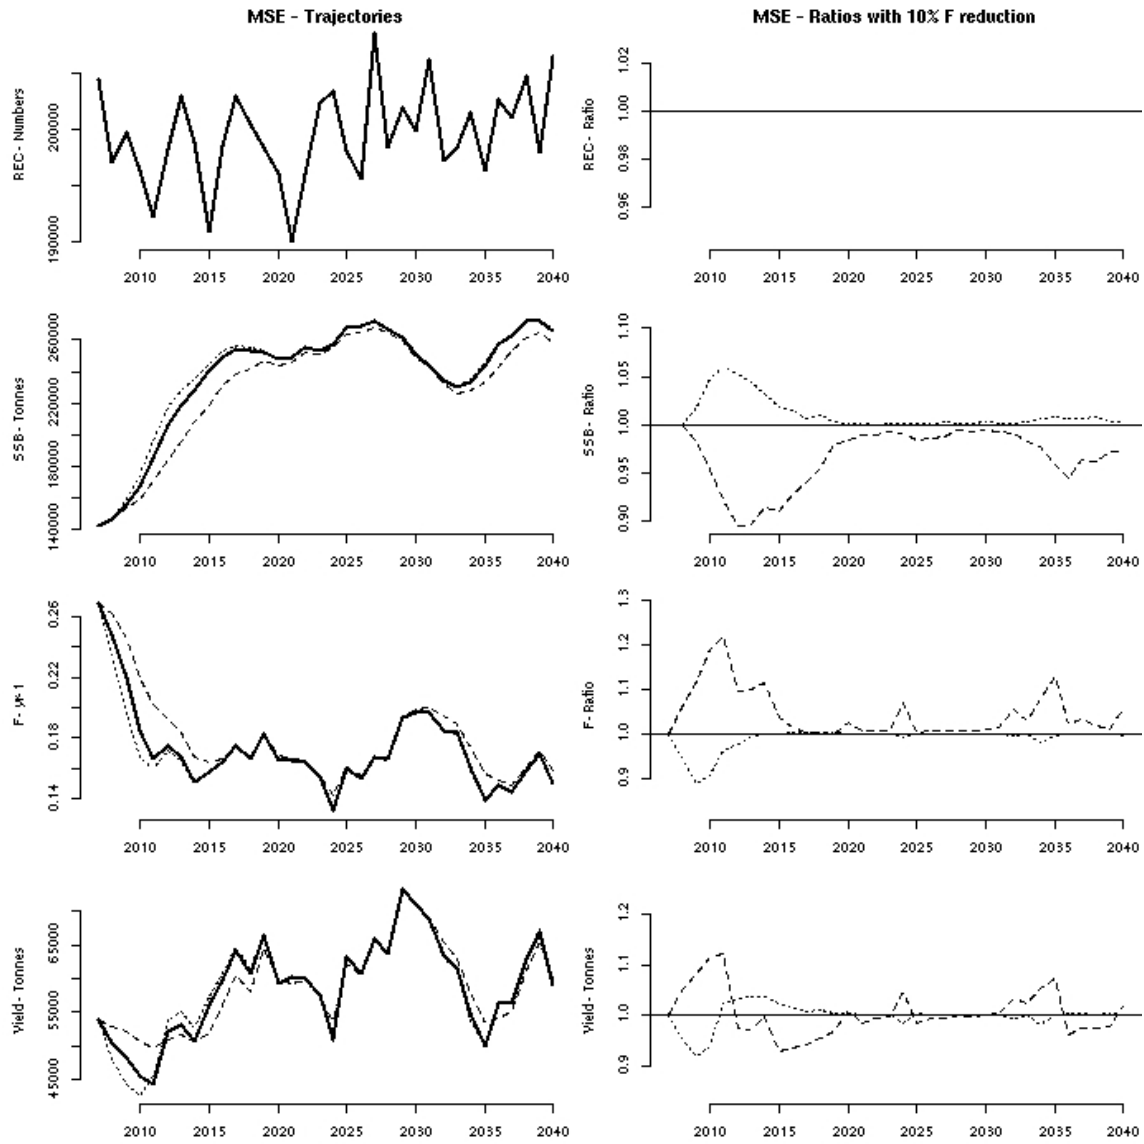 MSE - Trajectories
MSE - Ratios with 10% F reduction
REC - Numbers
190000 200000
2010 2015 2020 2025 2030 2035 2040
REC - Ratio
0.96 0.98 1.00 1.02
2010 2015 2020 2025 2030 2035 2040
SSB - Tonnes
140000 180000 220000 260000
2010 2015 2020 2025 2030 2035 2040
SSB - Ratio
0.90 0.95 1.00 1.05 1.10
2010 2015 2020 2025 2030 2035 2040
F - yr-1
0.14 0.18 0.22 0.26
2010 2015 2020 2025 2030 2035 2040
F - Ratio
0.9 1.0 1.1 1.2 1.3
2010 2015 2020 2025 2030 2035 2040
Yield - Tonnes
45000 55000 65000
2010 2015 2020 2025 2030 2035 2040
Yield - Ratio
0.9 1.0 1.1 1.2
2010 2015 2020 2025 2030 2035 2040